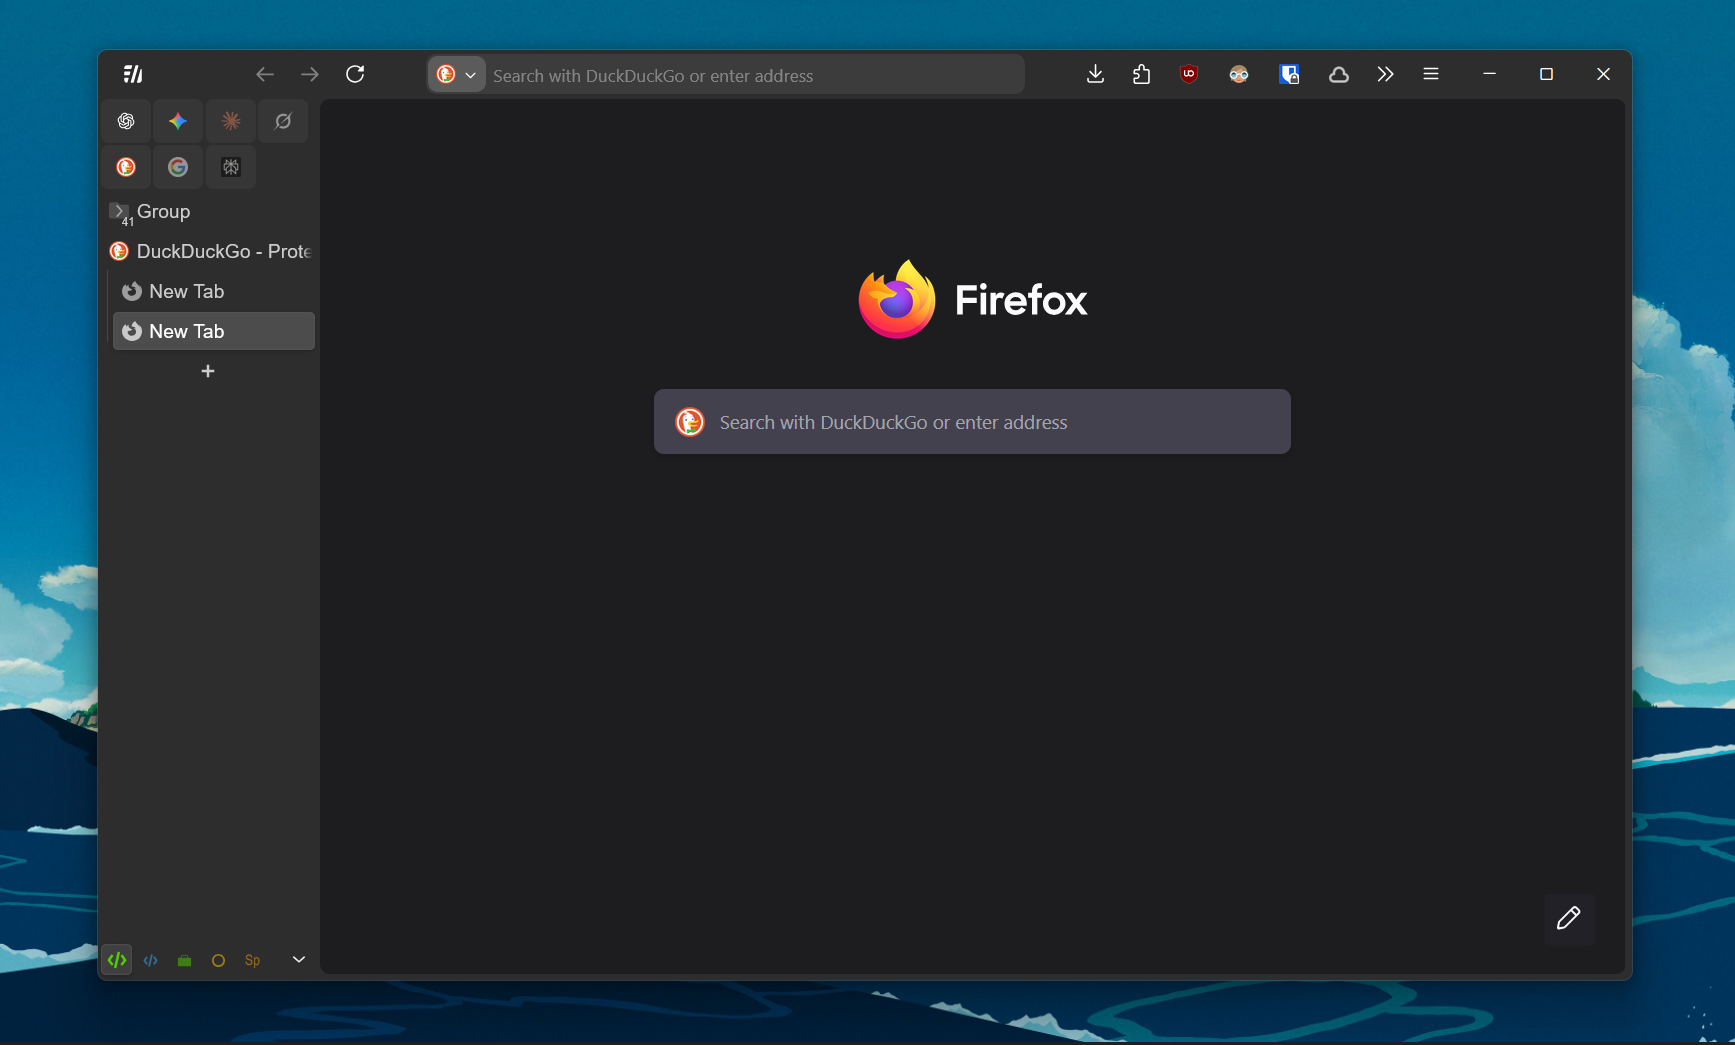 Search with DuckDuckGo or enter address
41
Group
DuckDuckGo - Prote
New Tab
New Tab
Firefox
Search with DuckDuckGo or enter address
Sp